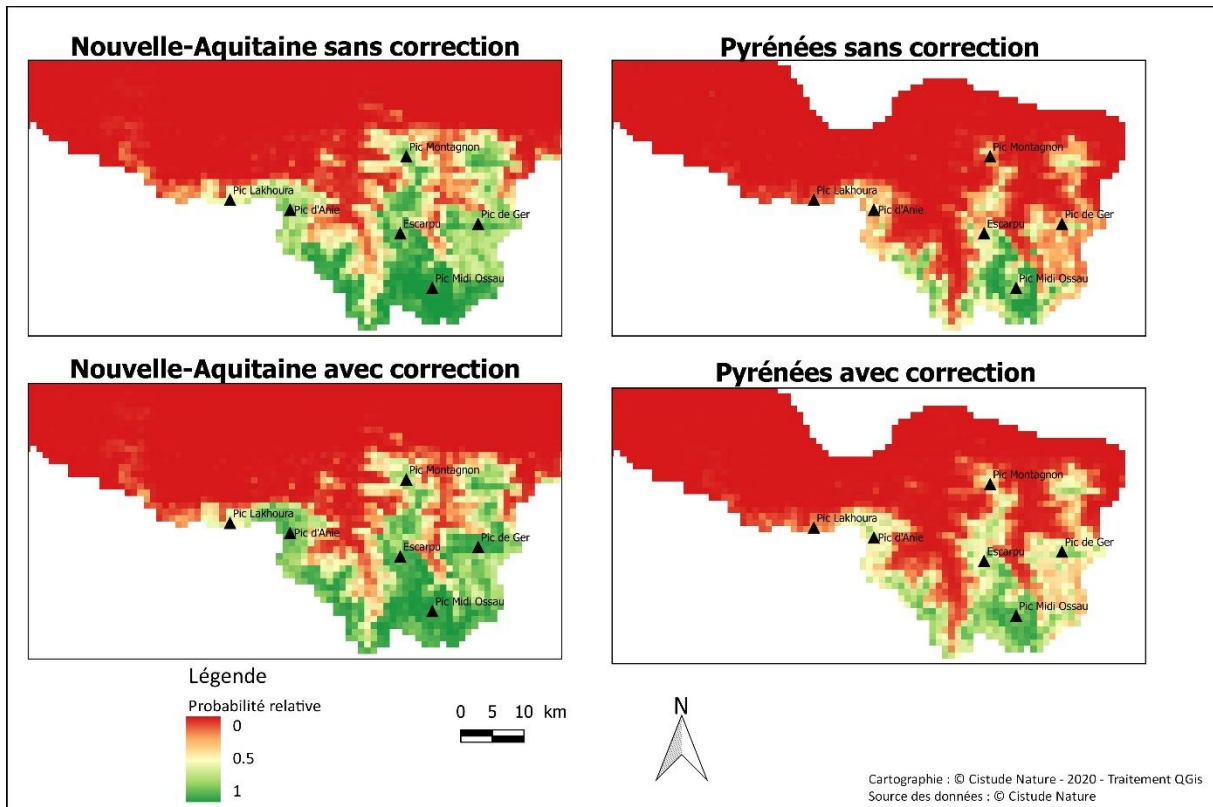 Nouvelle-Aquitaine sans correction
Pic Montagnon
Pic Lakhoura
Pic d'Anie
Escarpu
Pic de Ger
Pic Midi Ossau
Pyrénées sans correction
Pic Montagnon
Pic Lakhoura
Pic d'Anie
Escarpu
Pic de Ger
Pic Midi Ossau
Nouvelle-Aquitaine avec correction
Pic Montagnon
Pic Lakhoura
Pic d'Anie
Escarpu
Pic de Ger
Pic Midi Ossau
Pyrénées avec correction
Pic Montagnon
Pic Lakhoura
Pic d'Anie
Escarpu
Pic de Ger
Pic Midi Ossau
Légende
Probabilité relative
0
0.5
1
0 5 10 km
N
Cartographie : © Cistude Nature - 2020 - Traitement QGis
Source des données : © Cistude Nature